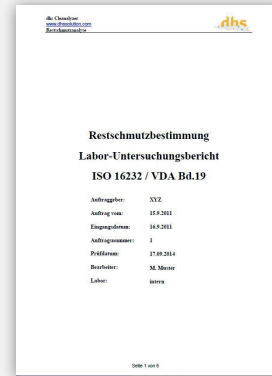 dhs Cleanalyse
www.dhssolution.com
Restschmutzanalyse
dhs
Restschmutzbestimmung
Labor-Untersuchungsbericht
ISO 16232 / VDA Bd.19
Auftraggeber: XYZ
Auftrag vom: 15.9.2011
Eingangsdatum: 16.9.2011
Auftragsnummer: 1
Prüfdatum: 17.09.2014
Bearbeiter: M. Muster
Labor: intern
Seite 1 von 6